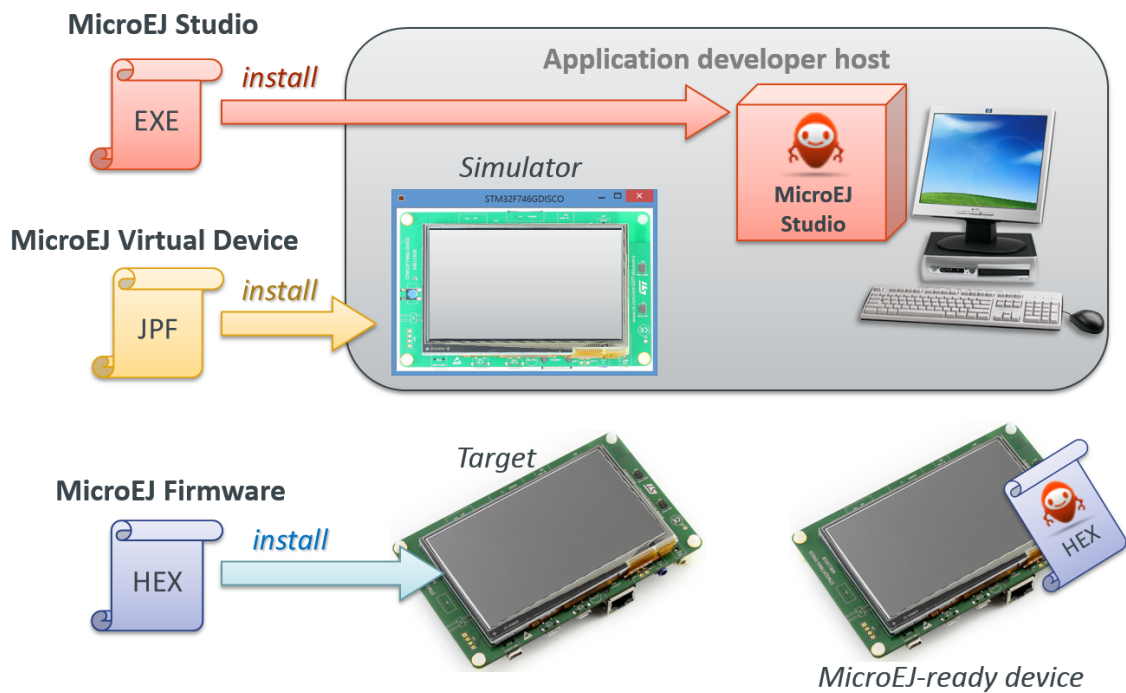 MicroEJ Studio
install
EXE
Application developer host
MicroEJ
Studio
Simulator
STM32F746GDISCO
MicroEJ Virtual Device
install
JPF
MicroEJ Firmware
install
HEX
Target
HEX
MicroEJ-ready device